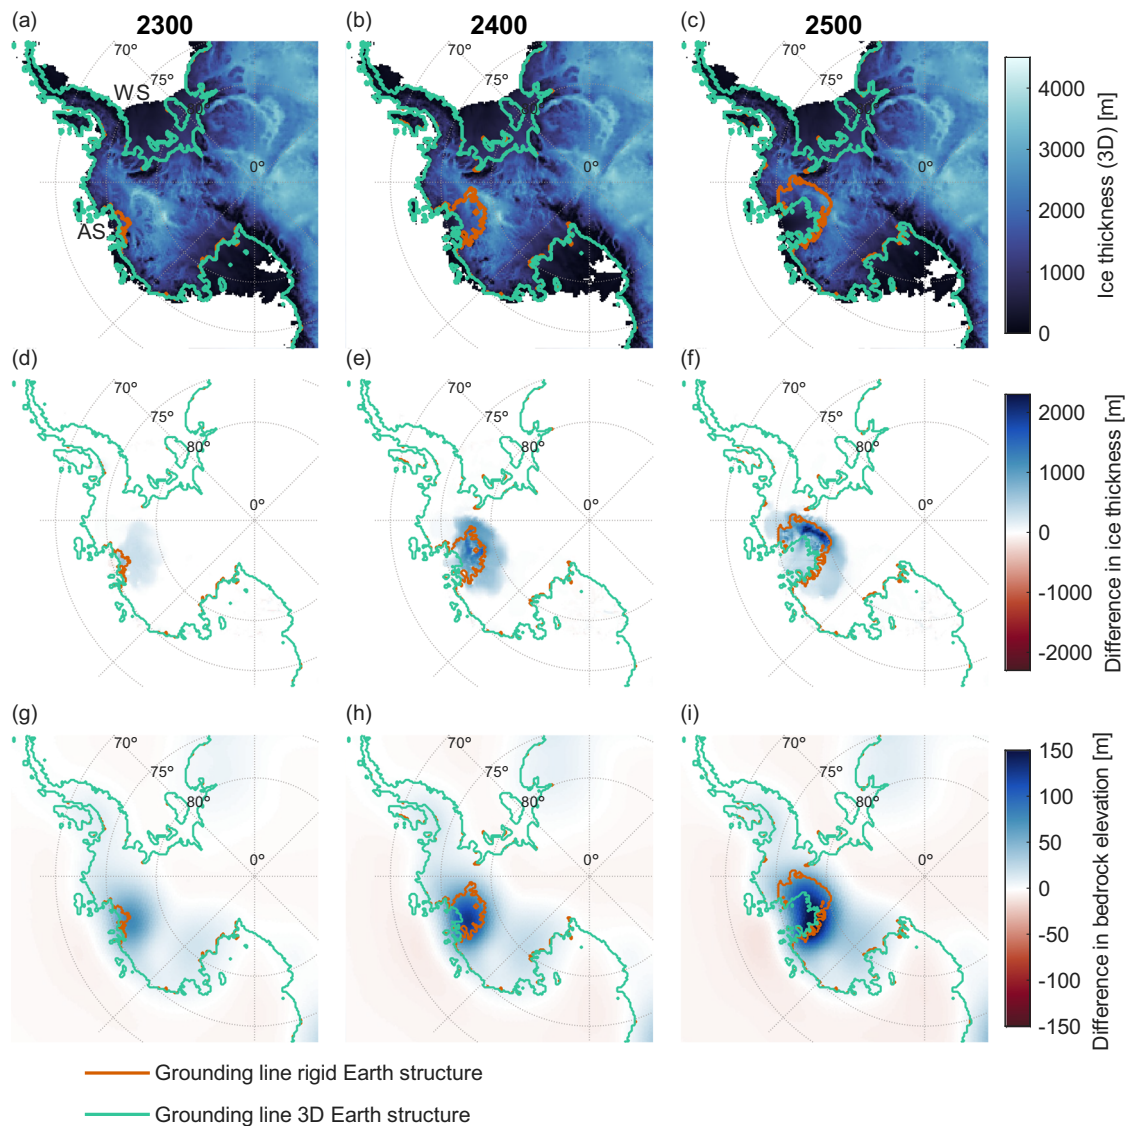 (a) 2300 (b) 2400 (c) 2500
70° 70° 70°
75° 75° 75°
WS
0° 0° 0°
AS
4000
3000
2000
1000
0
Ice thickness (3D) [m]
(d) (e) (f)
70° 70° 70°
75° 75° 75°
80° 80° 80°
0° 0° 0°
2000
1000
0
-1000
-2000
Difference in ice thickness [m]
(g) (h) (i)
70° 70° 70°
75° 75° 75°
80° 80° 80°
0° 0° 0°
150
100
50
0
-50
-100
-150
Difference in bedrock elevation [m]
Grounding line rigid Earth structure
Grounding line 3D Earth structure